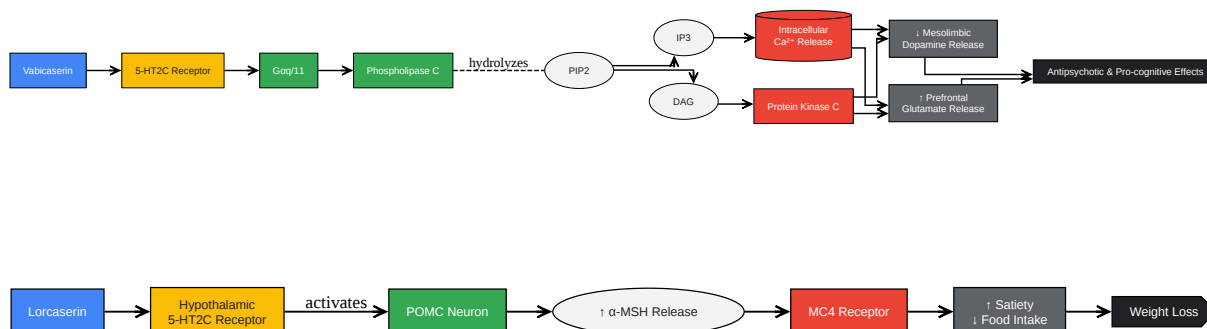 Vabicaserin
5-HT2C Receptor
Gαq/11
Phospholipase C
hydrolyzes
PIP2
IP3
DAG
Intracellular
Ca²⁺ Release
Protein Kinase C
↓ Mesolimbic
Dopamine Release
↑ Prefrontal
Glutamate Release
Antipsychotic & Pro-cognitive Effects
Lorcaserin
Hypothalamic
5-HT2C Receptor
activates
POMC Neuron
↑ α-MSH Release
MC4 Receptor
↑ Satiety
↓ Food Intake
Weight Loss